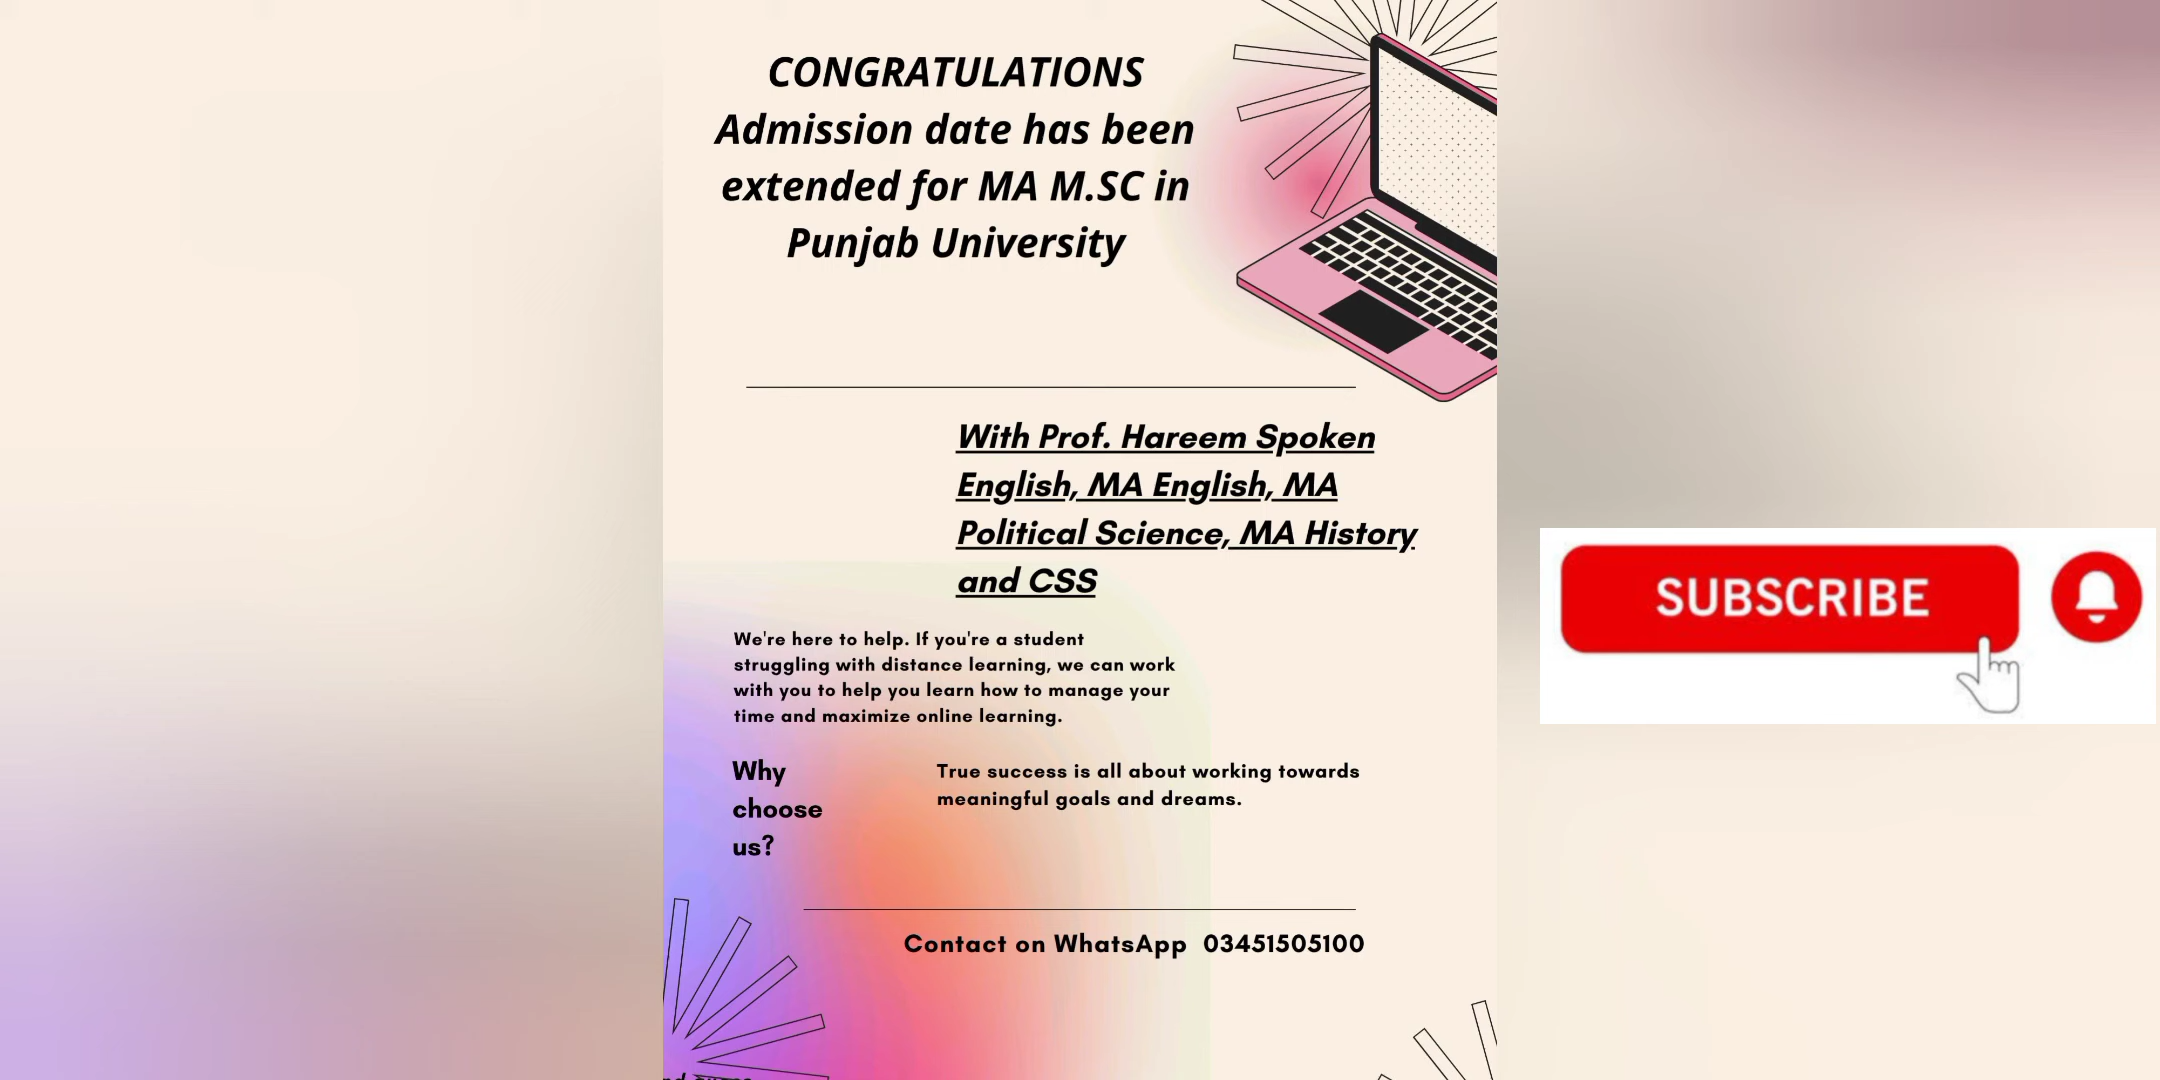 CONGRATULATIONS
Admission date has been
extended for MA M.SC in
Punjab University
With Prof. Hareem Spoken
English, MA English, MA
Political Science, MA History
and CSS
We're here to help. If you're a student
struggling with distance learning, we can work
with you to help you learn how to manage your
time and maximize online learning.
Why
choose
us?
True success is all about working towards
meaningful goals and dreams.
Contact on WhatsApp 03451505100
SUBSCRIBE